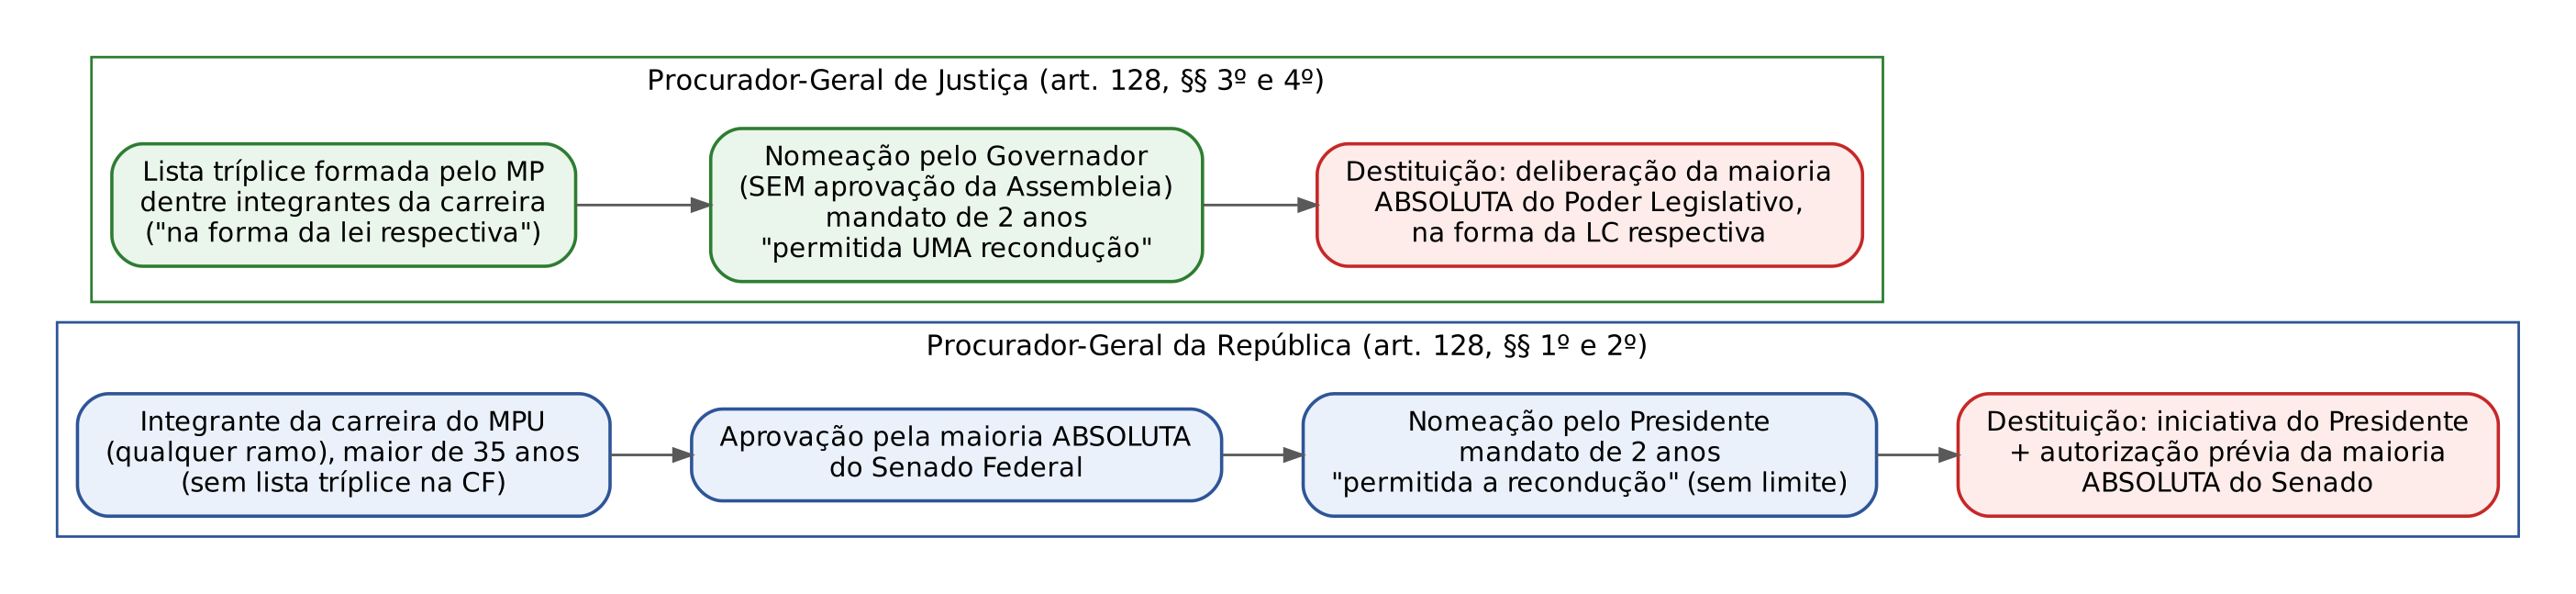 Procurador-Geral de Justiça (art. 128, §§ 3º e 4º)
Lista tríplice formada pelo MP
dentre integrantes da carreira
("na forma da lei respectiva")
Nomeação pelo Governador
(SEM aprovação da Assembleia)
mandato de 2 anos
"permitida UMA recondução"
Destituição: deliberação da maioria
ABSOLUTA do Poder Legislativo,
na forma da LC respectiva
Procurador-Geral da República (art. 128, §§ 1º e 2º)
Integrante da carreira do MPU
(qualquer ramo), maior de 35 anos
(sem lista tríplice na CF)
Aprovação pela maioria ABSOLUTA
do Senado Federal
Nomeação pelo Presidente
mandato de 2 anos
"permitida a recondução" (sem limite)
Destituição: iniciativa do Presidente
+ autorização prévia da maioria
ABSOLUTA do Senado